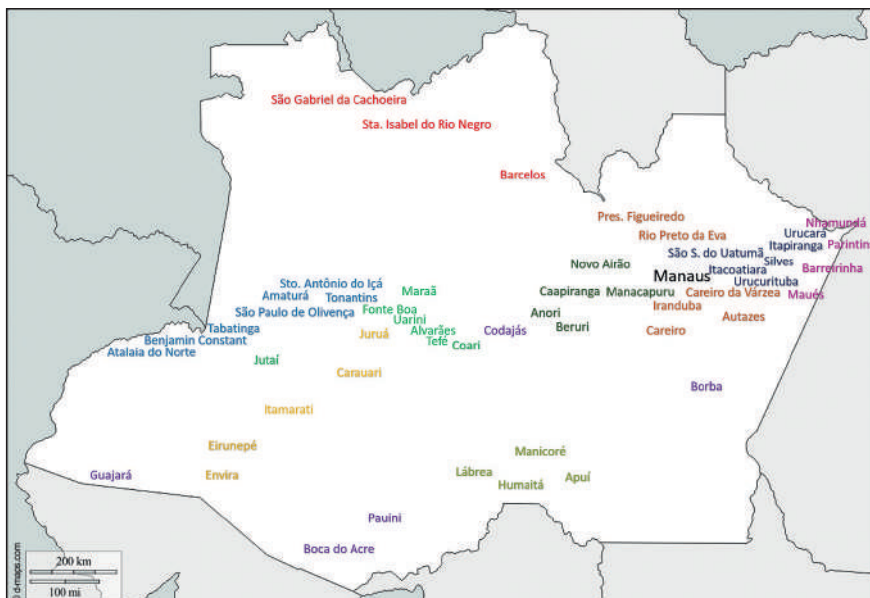 São Gabriel da Cachoeira
Sta. Isabel do Rio Negro
Barcelos
Pres. Figueiredo
Nhamundá
Urucará
Rio Preto da Eva
Itapiranga
Parintin
São S. do Uatumã
Silves
Novo Airão
Itacoatiara
Barreirinha
Manaus
Urucurituba
Sto. Antônio do Içá
Maraã
Caapiranga
Manacapuru
Careiro da Várzea
Maués
Amaturá
Tonantins
Iranduba
São Paulo de Olivença
Fonte Boa
Anori
Autazes
Uarini
Tabatinga
Juruá
Alvarães
Codajás
Beruri
Careiro
Benjamin Constant
Tefé
Coari
Atalaia do Norte
Jutaí
Carauari
Borba
Itamarati
Eirunepé
Manicoré
Guajará
Envira
Lábrea
Humaitá
Apuí
Pauini
Boca do Acre
200 km
100 mi
d-maps.com